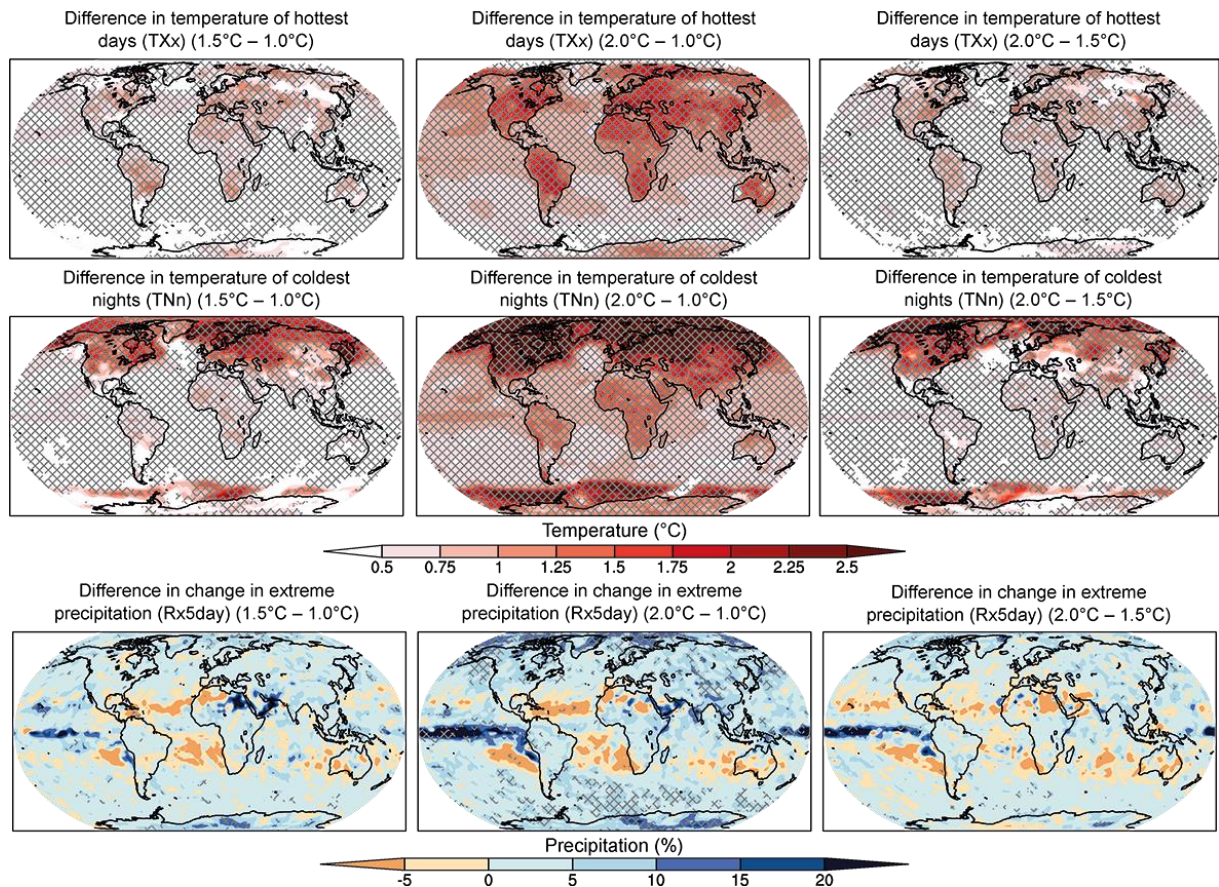 Difference in temperature of hottest
days (TXx) (1.5°C – 1.0°C)
Difference in temperature of hottest
days (TXx) (2.0°C – 1.0°C)
Difference in temperature of hottest
days (TXx) (2.0°C – 1.5°C)
Difference in temperature of coldest
nights (TNn) (1.5°C – 1.0°C)
Difference in temperature of coldest
nights (TNn) (2.0°C – 1.0°C)
Difference in temperature of coldest
nights (TNn) (2.0°C – 1.5°C)
Temperature (°C)
0.5 0.75 1 1.25 1.5 1.75 2 2.25 2.5
Difference in change in extreme
precipitation (Rx5day) (1.5°C – 1.0°C)
Difference in change in extreme
precipitation (Rx5day) (2.0°C – 1.0°C)
Difference in change in extreme
precipitation (Rx5day) (2.0°C – 1.5°C)
Precipitation (%)
-5 0 5 10 15 20